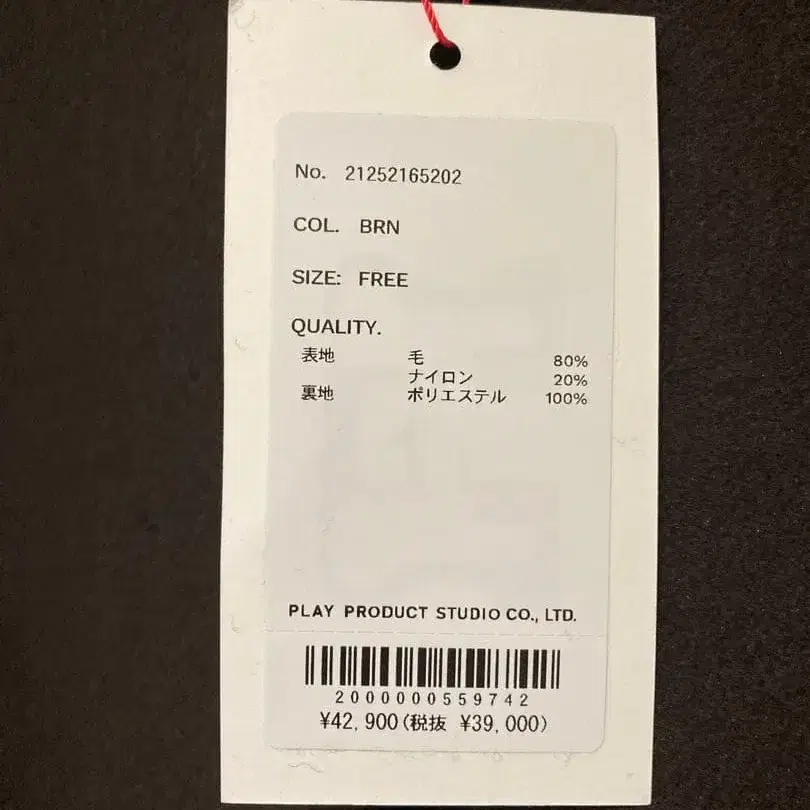 No. 21252165202
COL. BRN
SIZE: FREE
QUALITY.
表地 毛 80%
ナイロン 20%
裏地 ポリエステル 100%
PLAY PRODUCT STUDIO CO., LTD.
2000000559742
¥42,900(税抜 ¥39,000)